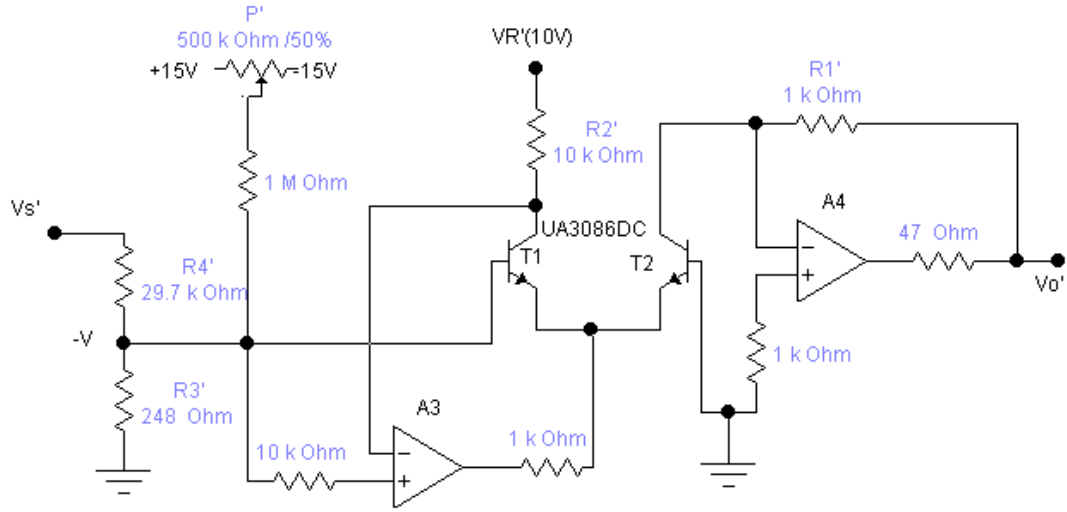 P'
500 k Ohm /50%
+15V
=15V
VR'(10V)
R1'
1 k Ohm
R2'
10 k Ohm
1 M Ohm
Vs'
A4
UA3086DC
47 Ohm
T1
T2
R4'
29.7 k Ohm
Vo'
-V
1 k Ohm
R3'
248 Ohm
A3
10 k Ohm
1 k Ohm